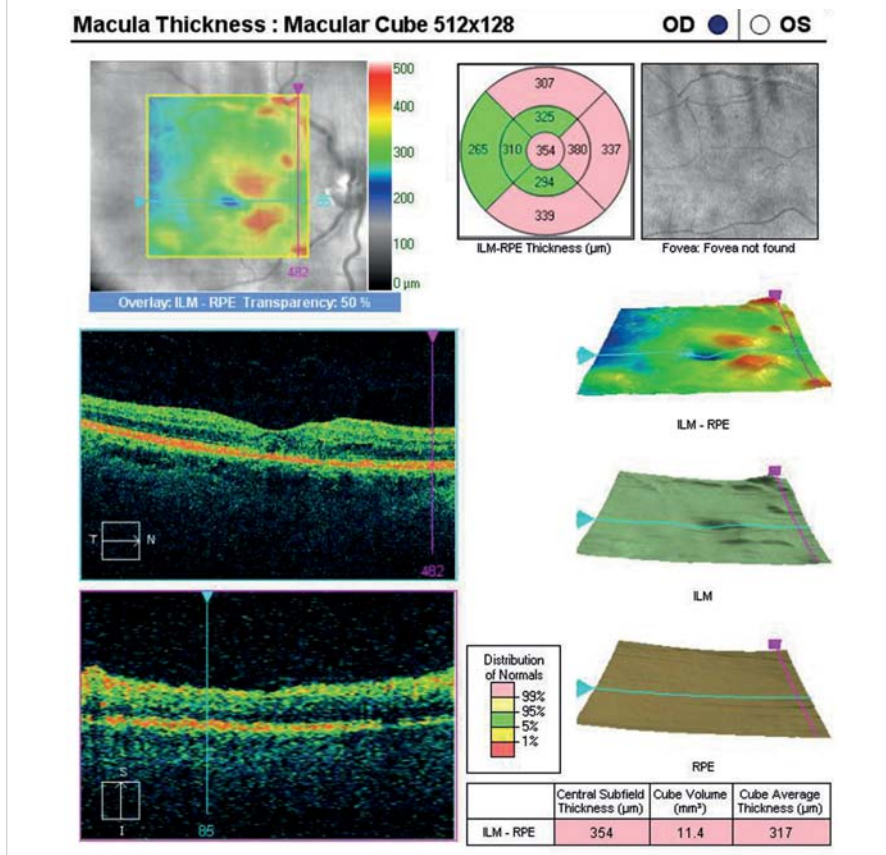 Macula Thickness : Macular Cube 512x128
OD
OS
500
400
300
200
100
0 µm
482
Overlay: ILM - RPE Transparency: 50 %
307
325
265
310
354
380
337
294
339
ILM-RPE Thickness (µm)
Fovea: Fovea not found
ILM - RPE
T
N
482
ILM
Distribution
of Normals
99%
95%
5%
1%
RPE
S
I
85
Central Subfield
Thickness (µm)
Cube Volume
(mm³)
Cube Average
Thickness (µm)
ILM - RPE
354
11.4
317